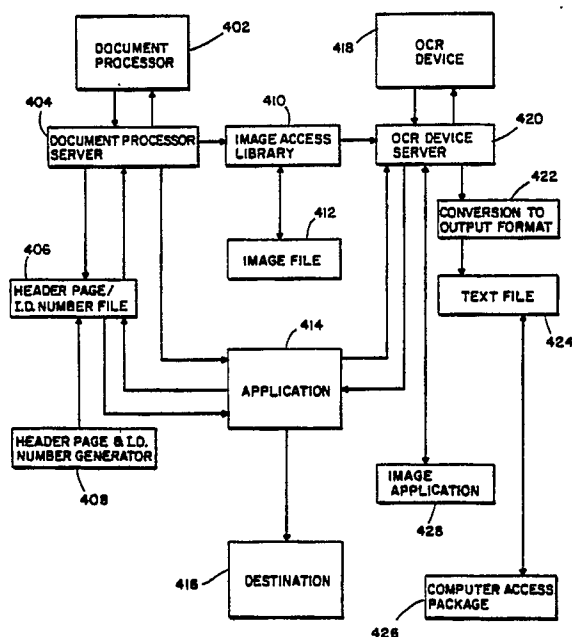 402
DOCUMENT
PROCESSOR
418
OCR
DEVICE
404
DOCUMENT PROCESSOR
SERVER
410
IMAGE ACCESS
LIBRARY
OCR DEVICE
SERVER
420
422
CONVERSION TO
OUTPUT FORMAT
412
IMAGE FILE
406
HEADER PAGE/
I.D. NUMBER FILE
TEXT FILE
424
414
APPLICATION
HEADER PAGE & I.D.
NUMBER GENERATOR
408
IMAGE
APPLICATION
428
416
DESTINATION
COMPUTER ACCESS
PACKAGE
426